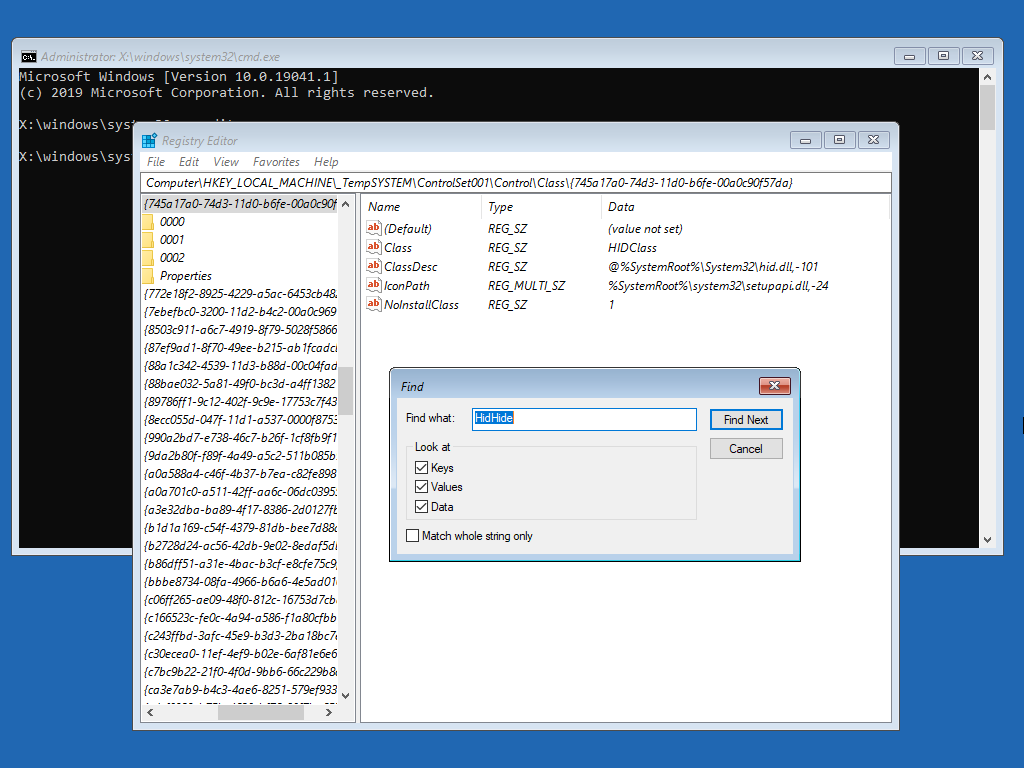 Administrator: X:\windows\system32\cmd.exe
Microsoft Windows [Version 10.0.19041.1]
(c) 2019 Microsoft Corporation. All rights reserved.
X:\windows\sys
X:\windows\sys
Registry Editor
File Edit View Favorites Help
Computer\HKEY_LOCAL_MACHINE\_TempSYSTEM\ControlSet001\Control\Class\{745a17a0-74d3-11d0-b6fe-00a0c90f57da}
{745a17a0-74d3-11d0-b6fe-00a0c90f
0000
0001
0002
Properties
{772e18f2-8925-4229-a5ac-6453cb482
{7ebefbc0-3200-11d2-b4c2-00a0c969
{8503c911-a6c7-4919-8f79-5028f5866
{87ef9ad1-8f70-49ee-b215-ab1fcadcl
{88a1c342-4539-11d3-b88d-00c04fad
{88bae032-5a81-49f0-bc3d-a4ff1382
{89786ff1-9c12-402f-9c9e-17753c7f43
{8ecc055d-047f-11d1-a537-0000f8753
{990a2bd7-e738-46c7-b26f-1cf8fb9f1
{9da2b80f-f89f-4a49-a5c2-511b085b
{a0a588a4-c46f-4b37-b7ea-c82fe898
{a0a701c0-a511-42ff-aa6c-06dc0395
{a3e32dba-ba89-4f17-8386-2d0127fb
{b1d1a169-c54f-4379-81db-bee7d88c
{b2728d24-ac56-42db-9e02-8edaf5dl
{b86dff51-a31e-4bac-b3cf-e8cfe75c9
{bbbe8734-08fa-4966-b6a6-4e5ad01
{c06ff265-ae09-48f0-812c-16753d7cb
{c166523c-fe0c-4a94-a586-f1a80cfbb
{c243ffbd-3afc-45e9-b3d3-2ba18bc7
{c30ecea0-11ef-4ef9-b02e-6af81e6e6
{c7bc9b22-21f0-4f0d-9bb6-66c229b8
{ca3e7ab9-b4c3-4ae6-8251-579ef933
Name Type Data
(Default) REG_SZ (value not set)
Class REG_SZ HIDClass
ClassDesc REG_SZ @%SystemRoot%\System32\hid.dll,-101
IconPath REG_MULTI_SZ %SystemRoot%\system32\setupapi.dll,-24
NoInstallClass REG_SZ 1
Find
Find what: HidHide Find Next
Look at Cancel
Keys
Values
Data
Match whole string only